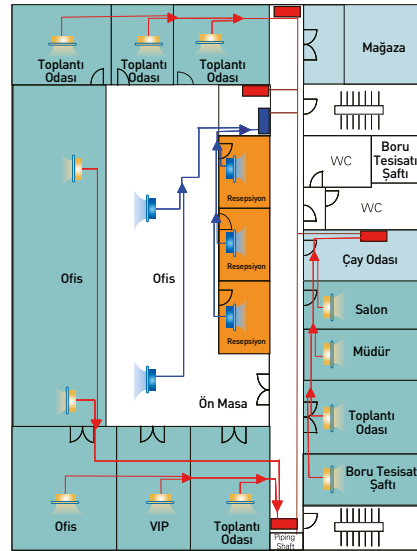 Toplantı
Odası
Toplantı
Odası
Toplantı
Odası
Mağaza
Boru
Tesisatı
Şaftı
WC
WC
Resepsiyon
Resepsiyon
Resepsiyon
Ofis
Ofis
Ön Masa
Çay Odası
Salon
Müdür
Toplantı
Odası
Boru Tesisat
Şaftı
Ofis
VIP
Toplantı
Odası
Piping
Shaft